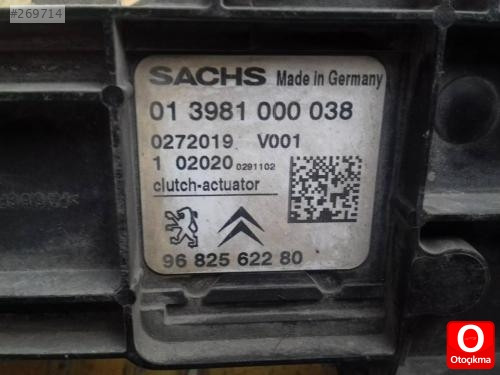 #269714
SACHS Made in Germany
01 3981 000 038
0272019 V001
1 02020 0291102
clutch-actuator
96 825 622 80
O
Otoçıkma